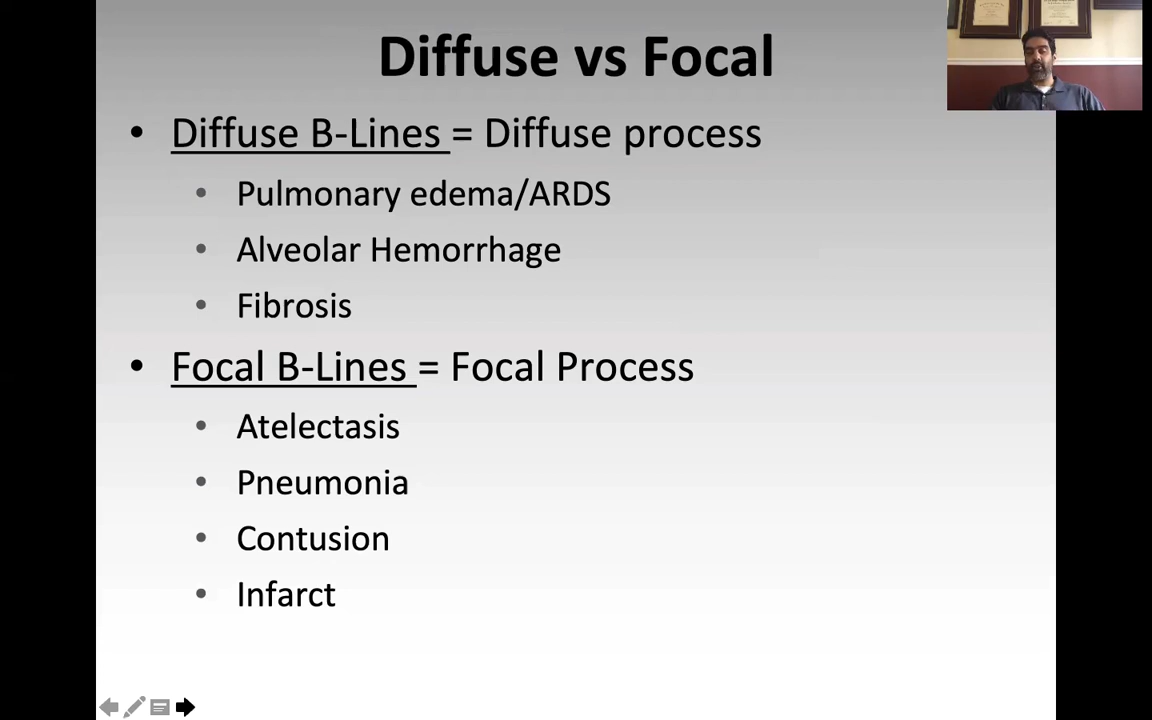 Diffuse vs Focal
• Diffuse B-Lines = Diffuse process
• Pulmonary edema/ARDS
• Alveolar Hemorrhage
• Fibrosis
• Focal B-Lines = Focal Process
• Atelectasis
• Pneumonia
• Contusion
• Infarct